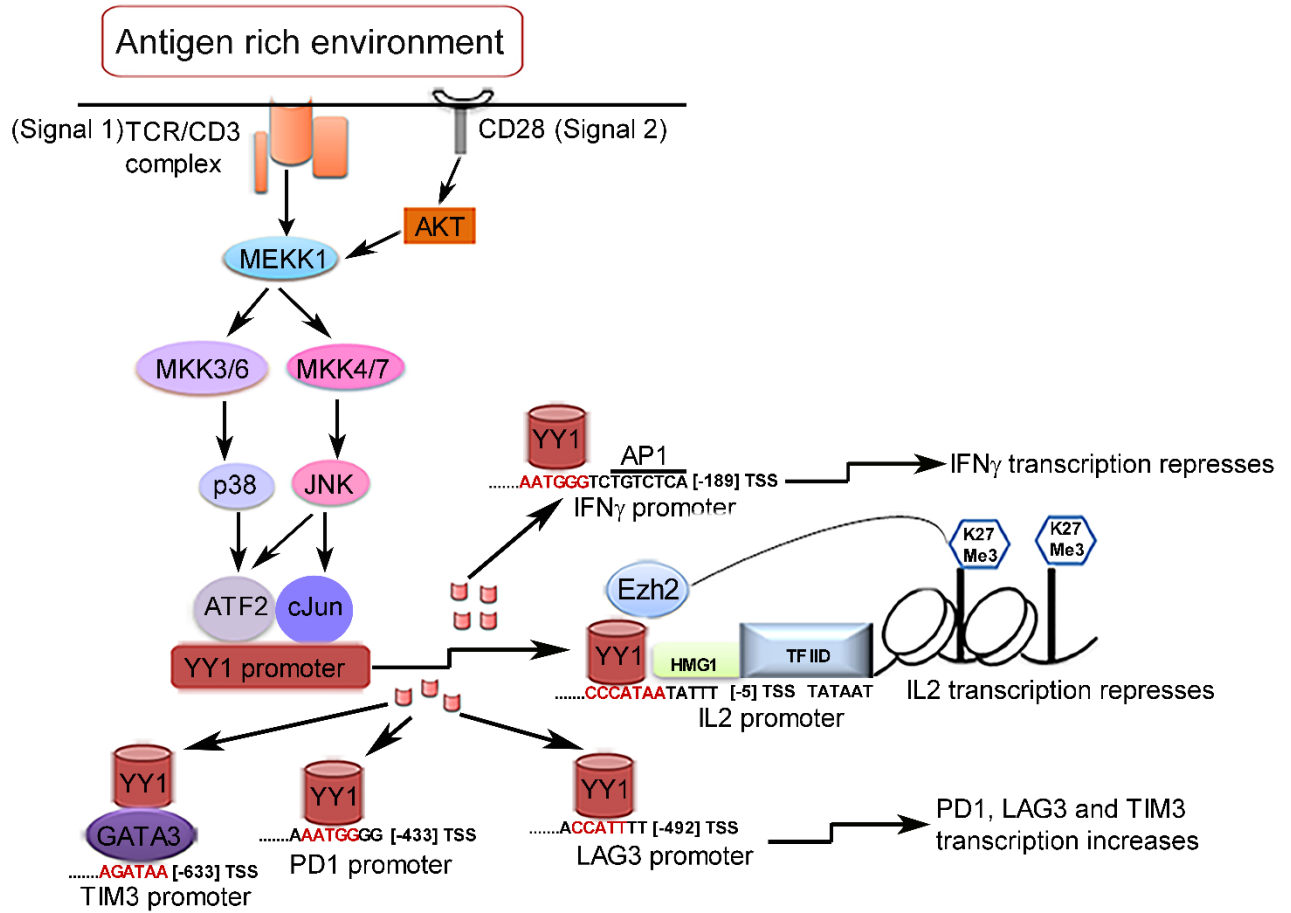 Antigen rich environment
(Signal 1) TCR/CD3
complex
CD28 (Signal 2)
AKT
MEKK1
MKK3/6
MKK4/7
p38
JNK
ATF2
cJun
YY1 promoter
YY1
AP1
.......AATGGGTCTGTCTCA [-189] TSS
IFNγ promoter
IFNγ transcription represses
Ezh2
K27
Me3
K27
Me3
YY1
HMG1
TFIID
.......CCCATAATATTT [-5] TSS TATAAT
IL2 promoter
IL2 transcription represses
YY1
GATA3
.......AGATAA [-633] TSS
TIM3 promoter
YY1
.......AAATGGGG [-433] TSS
PD1 promoter
YY1
.......ACCATTTT [-492] TSS
LAG3 promoter
PD1, LAG3 and TIM3
transcription increases